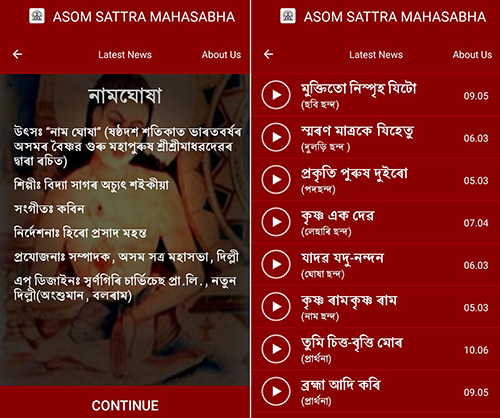 ASOM SATTRA MAHASABHA
Latest News
About Us
নামঘোষা
উৎসঃ “নাম ঘোষা” (ষষ্ঠদশ শতিকাত ভাৰতবৰ্ষৰ
অসমৰ বৈষ্ণৱ গুৰু মহাপুৰুষ শ্ৰীশ্ৰীমাধৱদেৱৰ
দ্বাৰা ৰচিত)
শিল্পীঃ বিদ্যা সাগৰ অচ্যুৎ শইকীয়া
সংগীতঃ কবিন
নিৰ্দেশনাঃ হিৰো প্ৰসাদ মহন্ত
প্ৰযোজনাঃ সম্পাদক, অসম সত্ৰ মহাসভা, দিল্লী
এপ্ ডিজাইনঃ সূৰ্ণগিৰি চাৰ্ভিচেছ প্ৰা.লি., নতুন
দিল্লী(অংশুমান, বলৰাম)
CONTINUE
ASOM SATTRA MAHASABHA
Latest News
About Us
মুক্তিতো নিস্পৃহ যিটো
(ছবি ছন্দ)
09.05
স্মৰণ মাত্ৰকে যিহেতু
(দুলড়ি ছন্দ )
06.03
প্ৰকৃতি পুৰুষ দুইৰো
(পদছন্দ)
05.03
কৃষ্ণ এক দেৱ
(লেছাৰি ছন্দ)
07.04
যাদৱ যদু-নন্দন
(ঘোষা ছন্দ)
06.03
কৃষ্ণ ৰামকৃষ্ণ ৰাম
(নাম ছন্দ)
05.03
তুমি চিত্ত-বৃত্তি মোৰ
(প্ৰাৰ্থনা)
10.06
ব্ৰহ্মা আদি কৰি
(প্ৰাৰ্থনা)
09.05